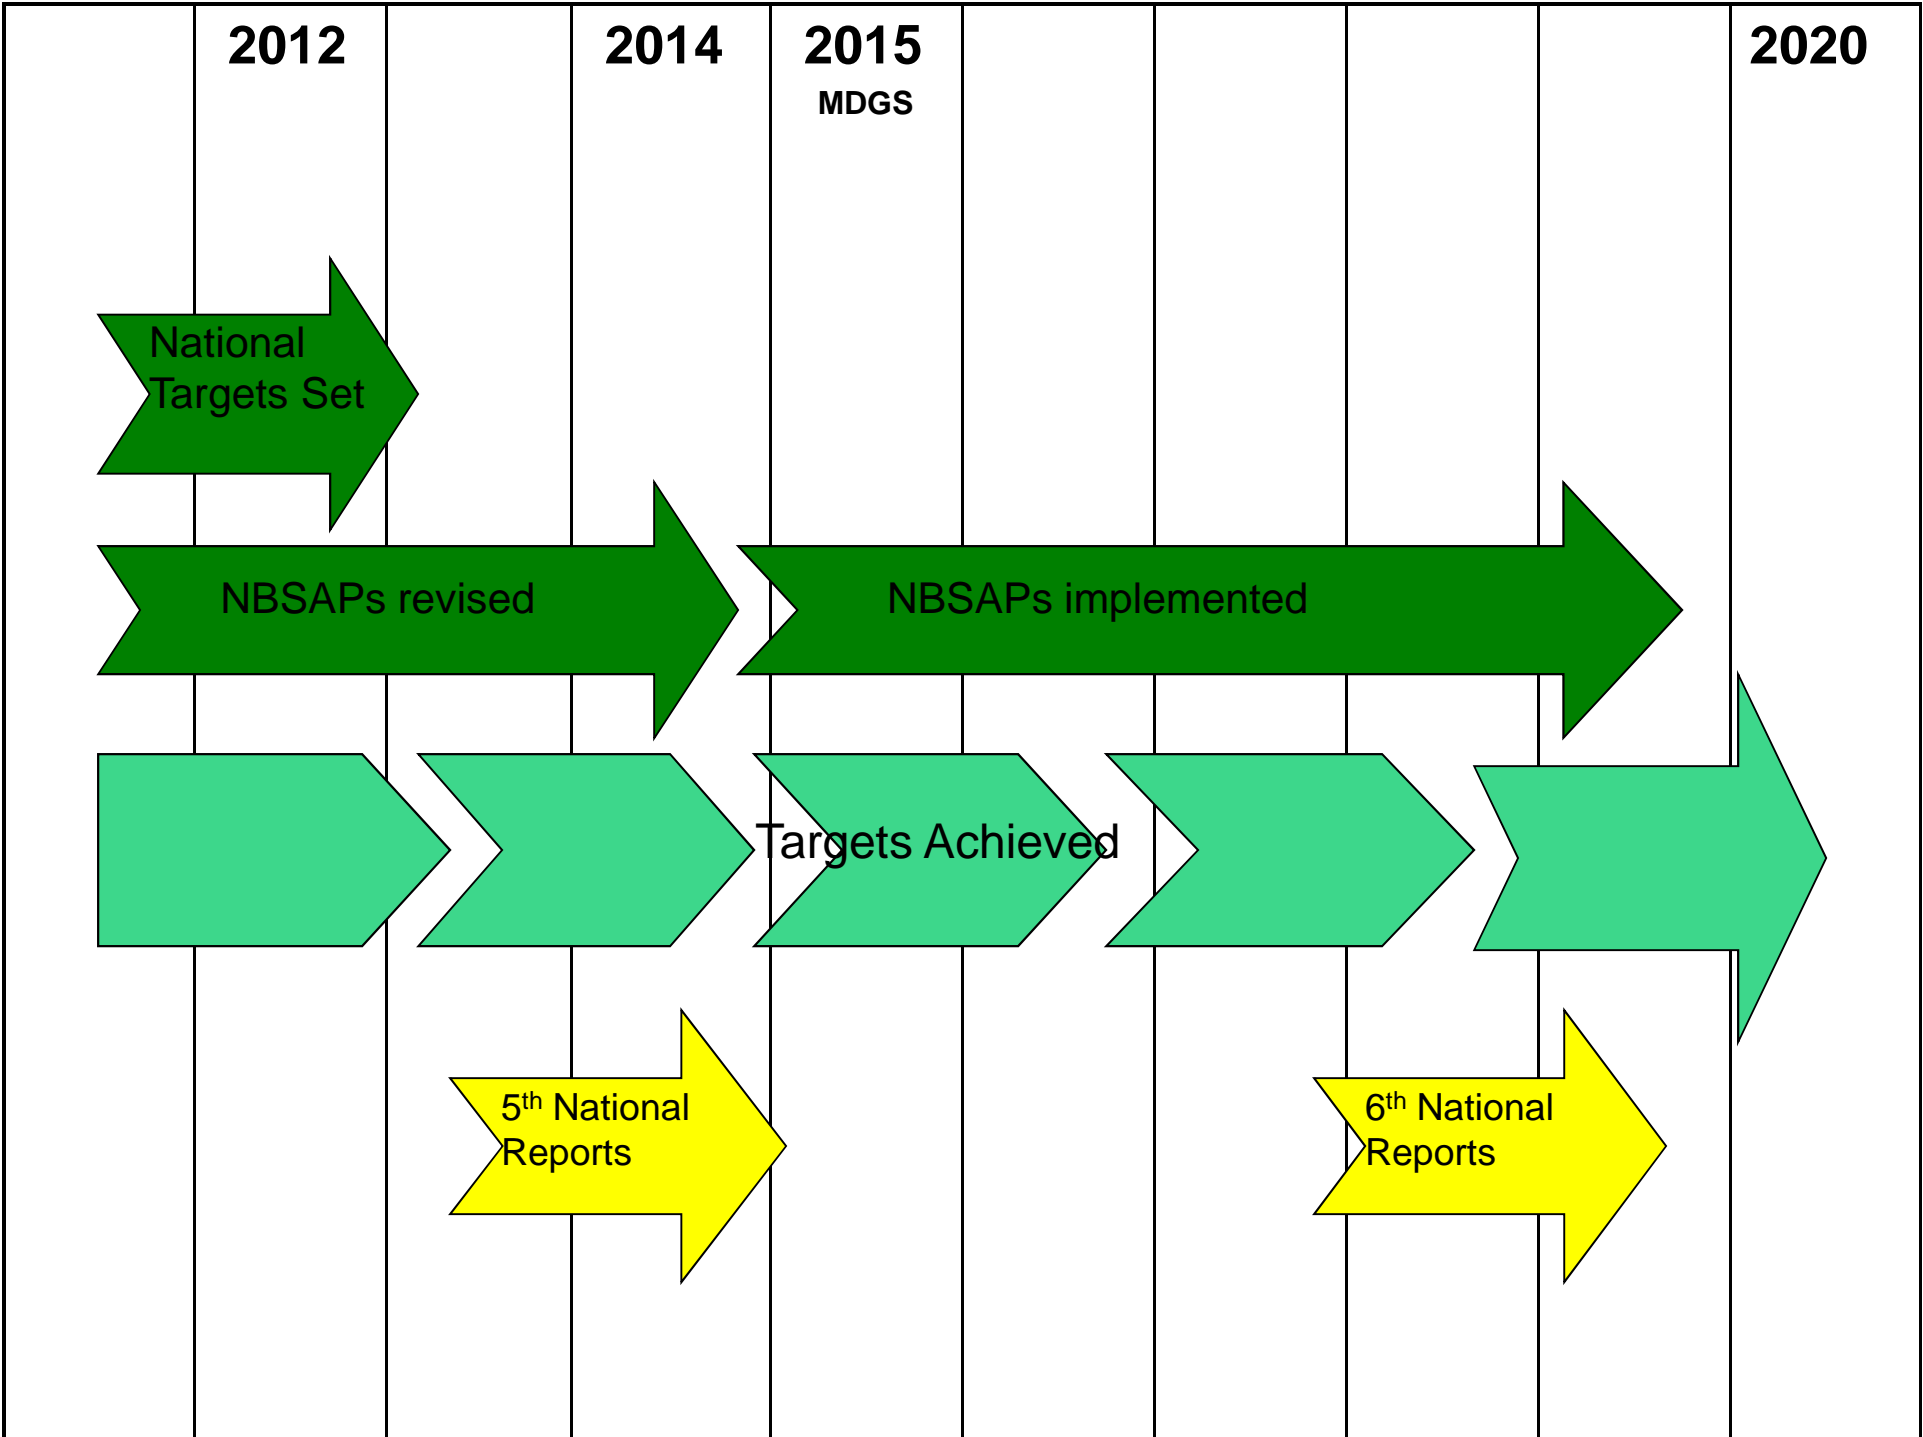 2012 2014 2015 2020
MDGS
National
Targets Set
NBSAPs revised NBSAPs implemented
Targets Achieved
5th National
Reports
6th National
Reports